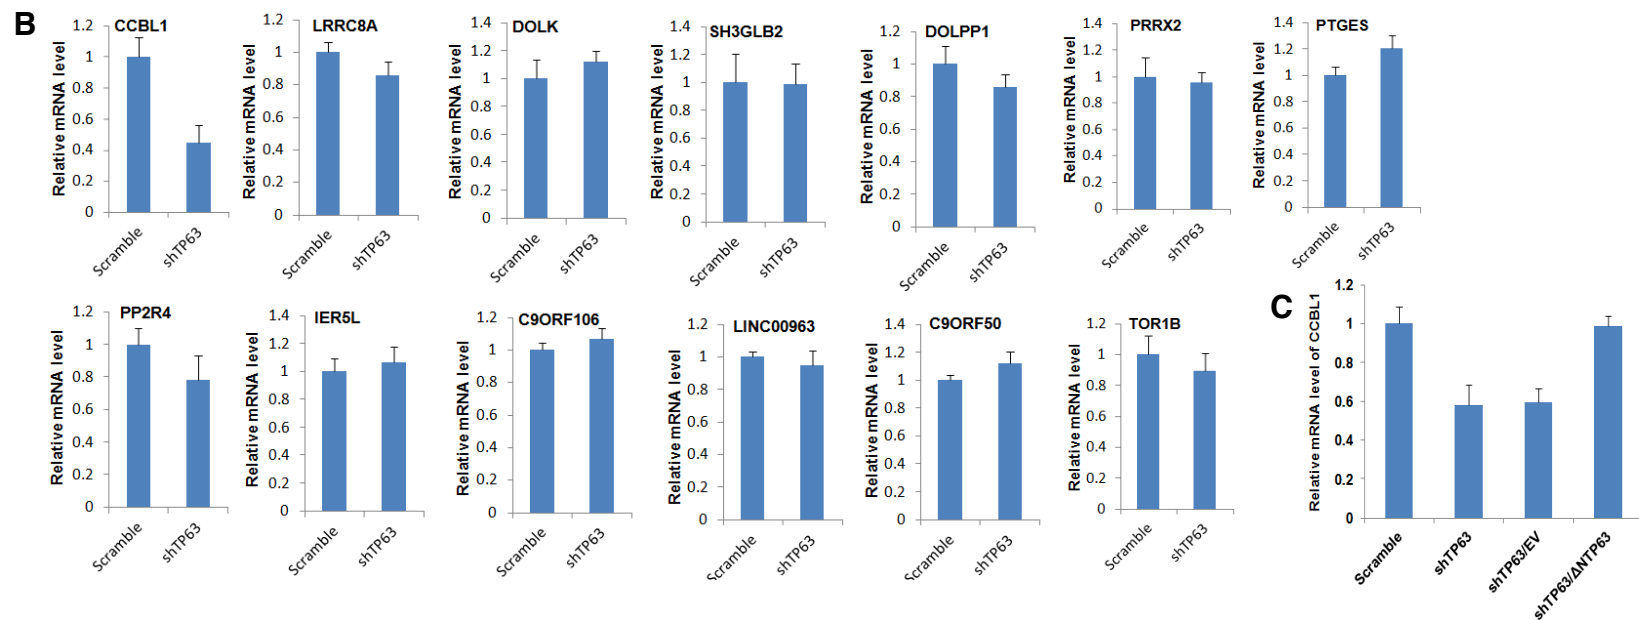 B
CCBL1
Relative mRNA level
1.2
1
0.8
0.6
0.4
0.2
0
Scramble
shTP63
LRRC8A
Relative mRNA level
1.2
1
0.8
0.6
0.4
0.2
0
Scramble
shTP63
DOLK
Relative mRNA level
1.4
1.2
1
0.8
0.6
0.4
0.2
0
Scramble
shTP63
SH3GLB2
Relative mRNA level
1.4
1.2
1
0.8
0.6
0.4
0.2
0
Scramble
shTP63
DOLPP1
Relative mRNA level
1.2
1
0.8
0.6
0.4
0.2
0
Scramble
shTP63
PRRX2
Relative mRNA level
1.4
1.2
1
0.8
0.6
0.4
0.2
0
Scramble
shTP63
PTGES
Relative mRNA level
1.4
1.2
1
0.8
0.6
0.4
0.2
0
Scramble
shTP63
PP2R4
Relative mRNA level
1.2
1
0.8
0.6
0.4
0.2
0
Scramble
shTP63
IER5L
Relative mRNA level
1.4
1.2
1
0.8
0.6
0.4
0.2
0
Scramble
shTP63
C9ORF106
Relative mRNA level
1.2
1
0.8
0.6
0.4
0.2
0
Scramble
shTP63
LINC00963
Relative mRNA level
1.2
1
0.8
0.6
0.4
0.2
0
Scramble
shTP63
C9ORF50
Relative mRNA level
1.4
1.2
1
0.8
0.6
0.4
0.2
0
Scramble
shTP63
TOR1B
Relative mRNA level
1.2
1
0.8
0.6
0.4
0.2
0
Scramble
shTP63
C
Relative mRNA level of CCBL1
1.2
1
0.8
0.6
0.4
0.2
0
Scramble
shTP63
shTP63/EV
shTP63/ΔNTP63